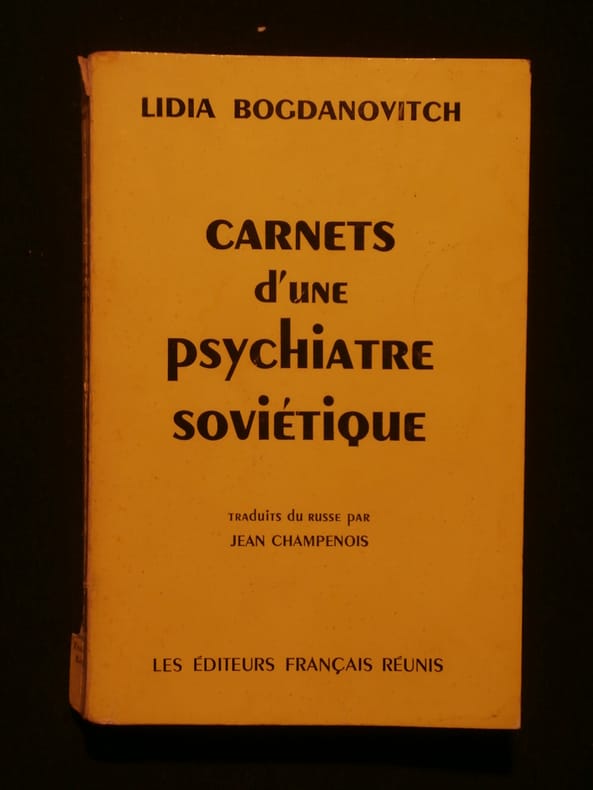 LIDIA BOGDANOVITCH
CARNETS
d'UNE
psychiatre
soviétique
TRAduits du RUSSE pAR
JEAN CHAMPENOIS
LES ÉDITEURS FRANÇAIS RÉUNIS